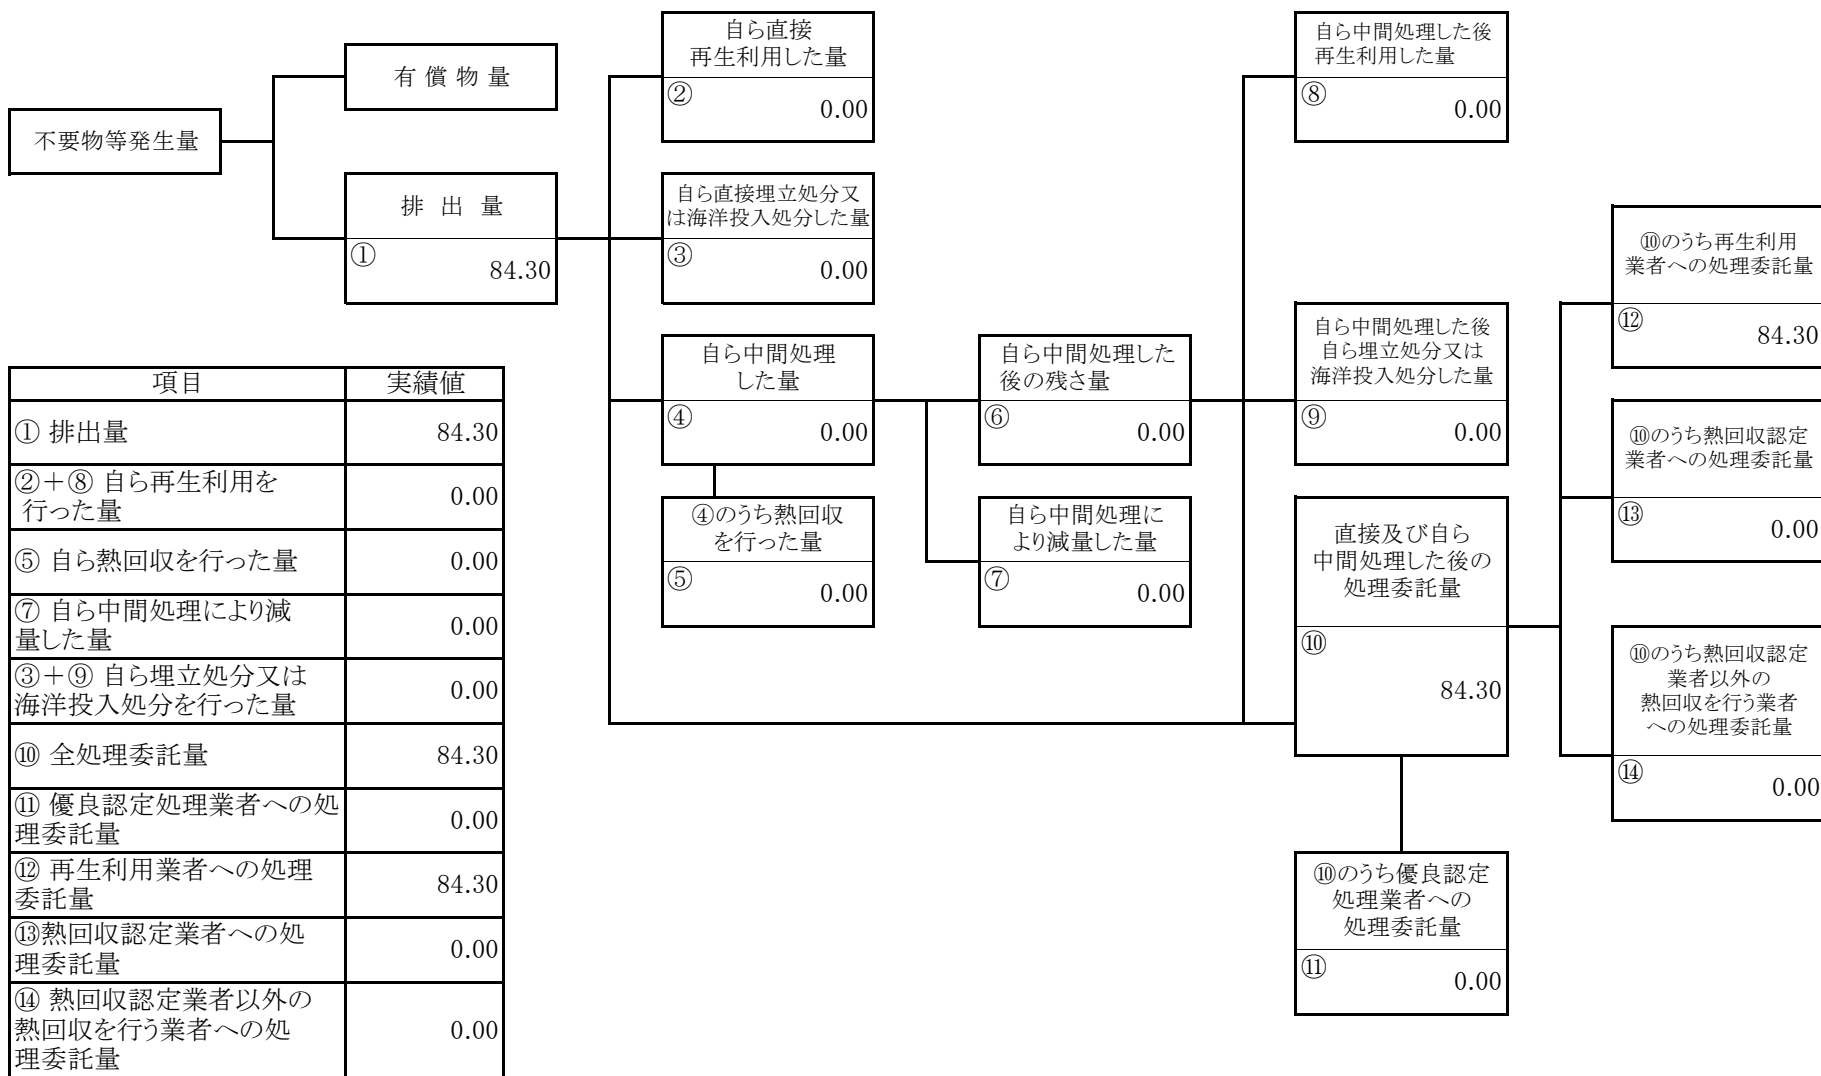 不要物等発生量
有 償 物 量
排 出 量
①
84.30
自ら直接
再生利用した量
②
0.00
自ら直接埋立処分又
は海洋投入処分した量
③
0.00
自ら中間処理
した量
④
0.00
④のうち熱回収
を行った量
⑤
0.00
自ら中間処理した
後の残さ量
⑥
0.00
自ら中間処理に
より減量した量
⑦
0.00
自ら中間処理した後
再生利用した量
⑧
0.00
自ら中間処理した後
自ら埋立処分又は
海洋投入処分した量
⑨
0.00
直接及び自ら
中間処理した後の
処理委託量
⑩
84.30
⑩のうち優良認定
処理業者への
処理委託量
⑪
0.00
⑩のうち再生利用
業者への処理委託量
⑫
84.30
⑩のうち熱回収認定
業者への処理委託量
⑬
0.00
⑩のうち熱回収認定
業者以外の
熱回収を行う業者
への処理委託量
⑭
0.00
項目 実績値
① 排出量 84.30
②＋⑧ 自ら再生利用を
行った量 0.00
⑤ 自ら熱回収を行った量 0.00
⑦ 自ら中間処理により減
量した量 0.00
③＋⑨ 自ら埋立処分又は
海洋投入処分を行った量 0.00
⑩ 全処理委託量 84.30
⑪ 優良認定処理業者への処
理委託量 0.00
⑫ 再生利用業者への処理
委託量 84.30
⑬熱回収認定業者への処
理委託量 0.00
⑭ 熱回収認定業者以外の
熱回収を行う業者への処
理委託量 0.00